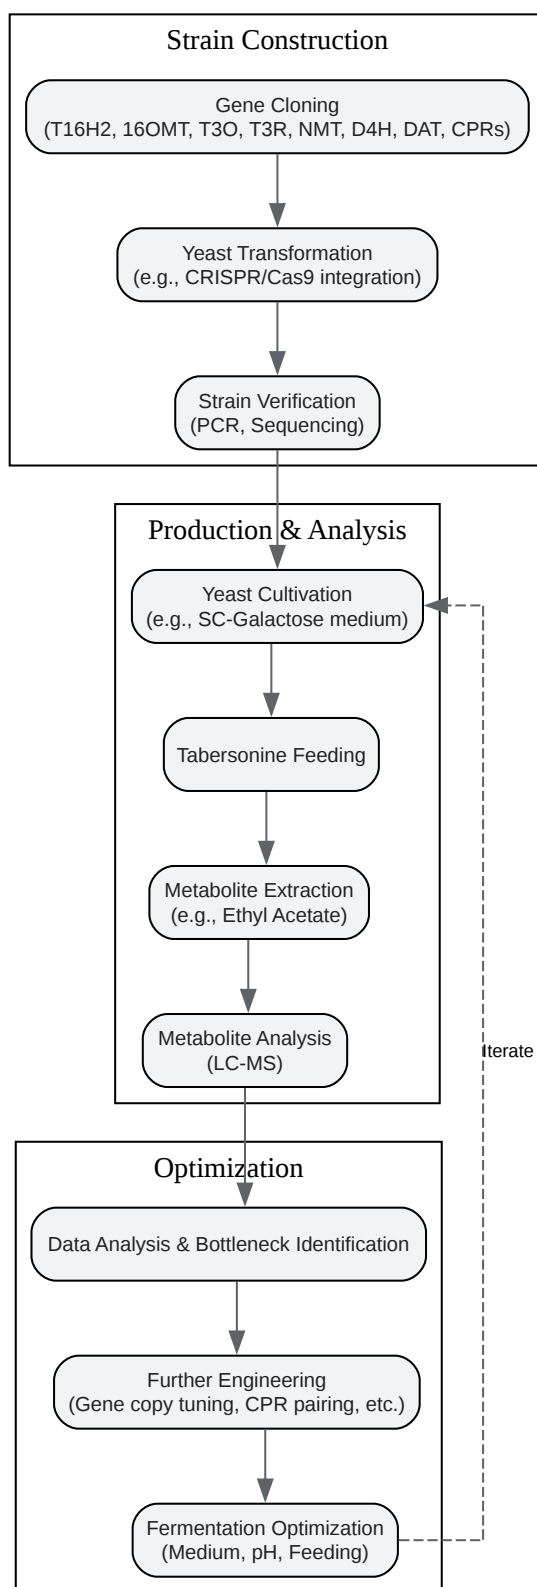 Strain Construction
Gene Cloning
(T16H2, 16OMT, T3O, T3R, NMT, D4H, DAT, CPRs)
Yeast Transformation
(e.g., CRISPR/Cas9 integration)
Strain Verification
(PCR, Sequencing)
Production & Analysis
Yeast Cultivation
(e.g., SC-Galactose medium)
Tabersonine Feeding
Metabolite Extraction
(e.g., Ethyl Acetate)
Metabolite Analysis
(LC-MS)
Iterate
Optimization
Data Analysis & Bottleneck Identification
Further Engineering
(Gene copy tuning, CPR pairing, etc.)
Fermentation Optimization
(Medium, pH, Feeding)